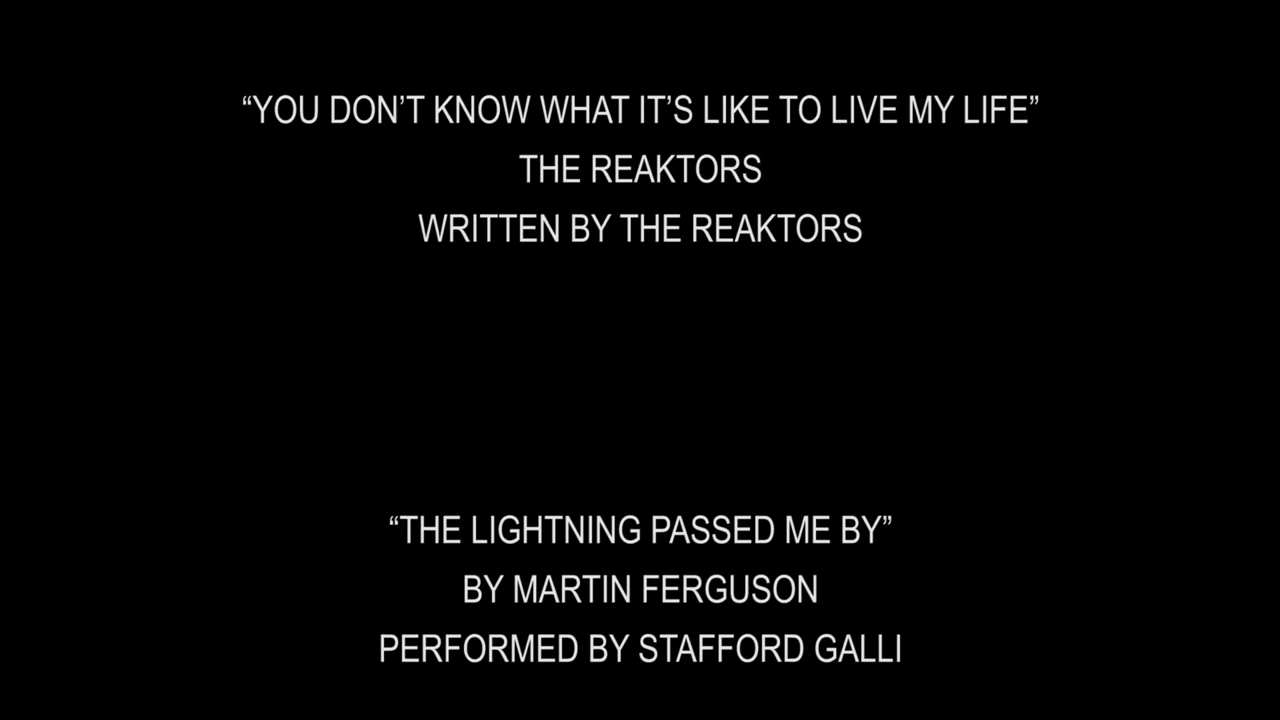 “YOU DON’T KNOW WHAT IT’S LIKE TO LIVE MY LIFE”
THE REAKTORS
WRITTEN BY THE REAKTORS
“THE LIGHTNING PASSED ME BY”
BY MARTIN FERGUSON
PERFORMED BY STAFFORD GALLI